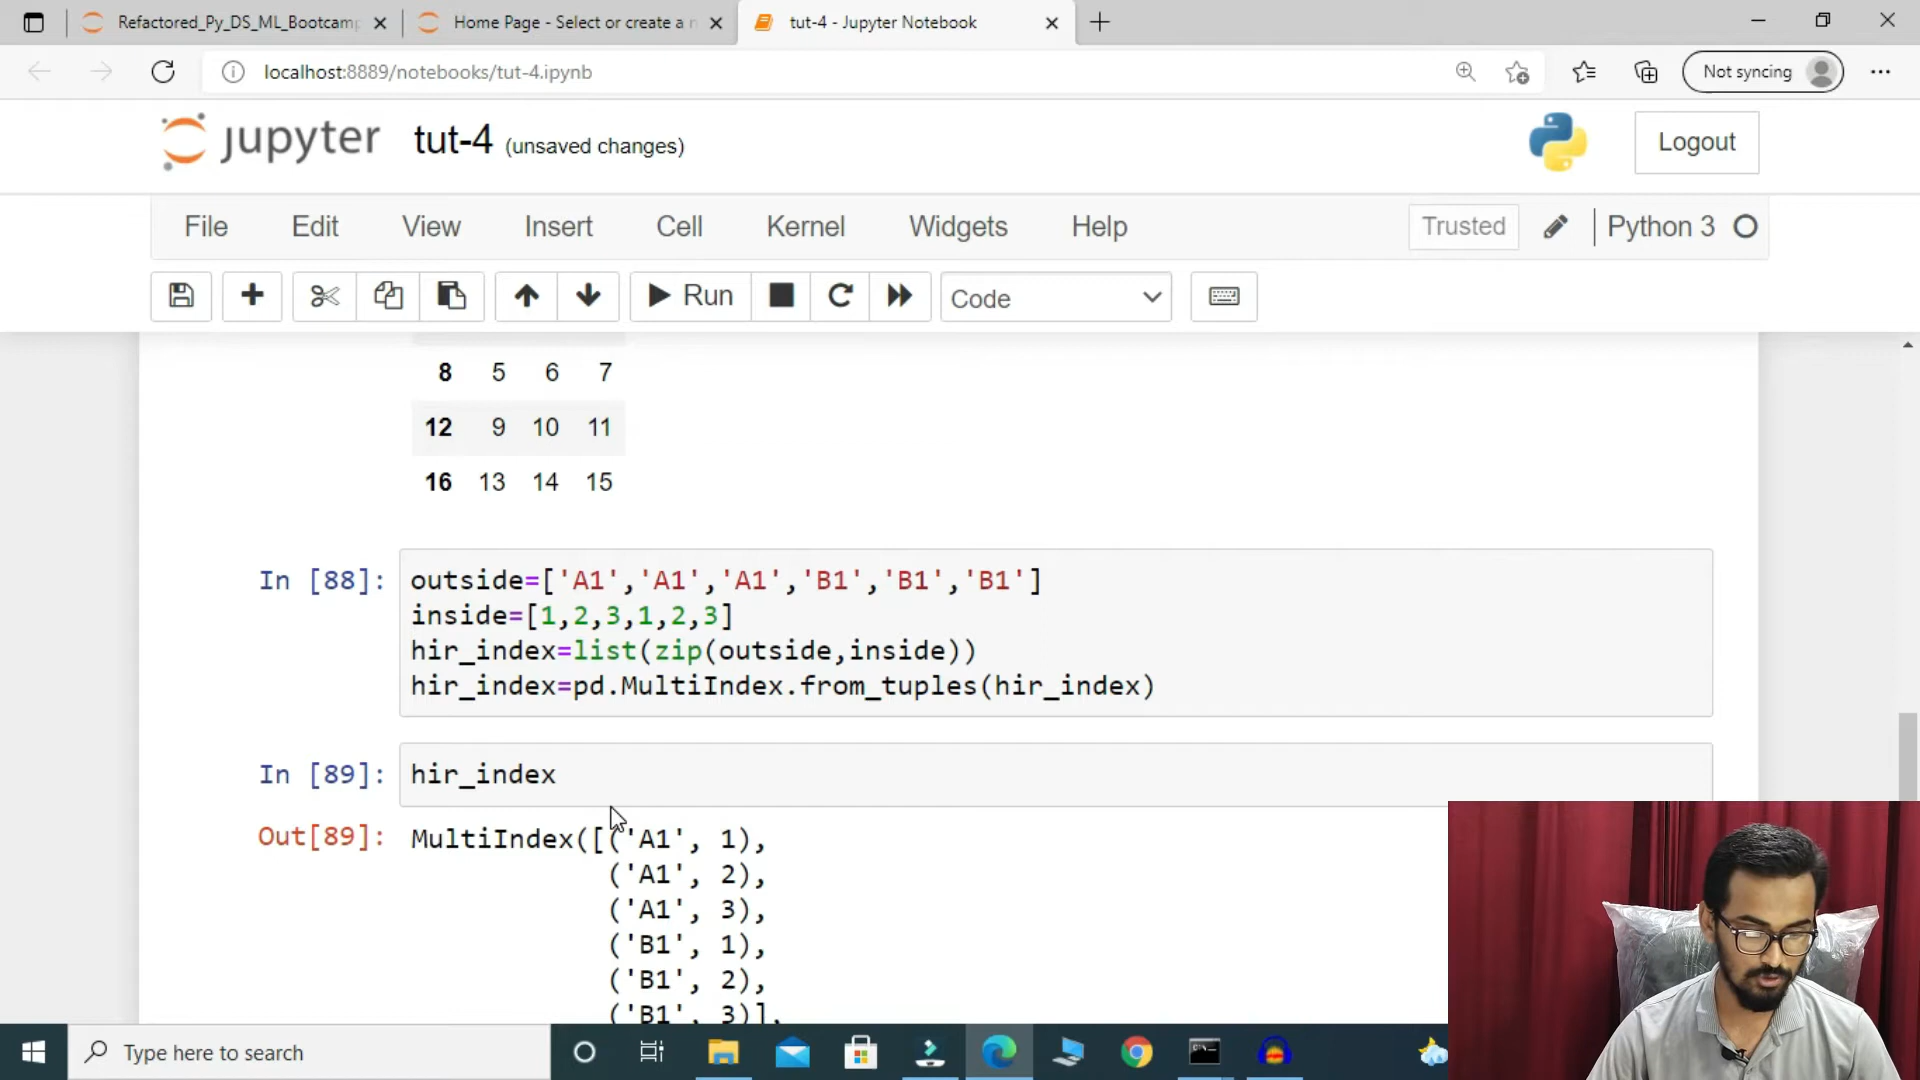 Refactored_Py_DS_ML_Bootcamp
Home Page - Select or create a n
tut-4 - Jupyter Notebook
localhost:8889/notebooks/tut-4.ipynb
Not syncing
jupyter tut-4 (unsaved changes)
Logout
File Edit View Insert Cell Kernel Widgets Help
Trusted
Python 3
Run
Code
8 5 6 7
12 9 10 11
16 13 14 15
In [88]: outside=['A1','A1','A1','B1','B1','B1']
inside=[1,2,3,1,2,3]
hir_index=list(zip(outside,inside))
hir_index=pd.MultiIndex.from_tuples(hir_index)
In [89]: hir_index
Out[89]: MultiIndex([('A1', 1),
('A1', 2),
('A1', 3),
('B1', 1),
('B1', 2),
('B1', 3)],
Type here to search